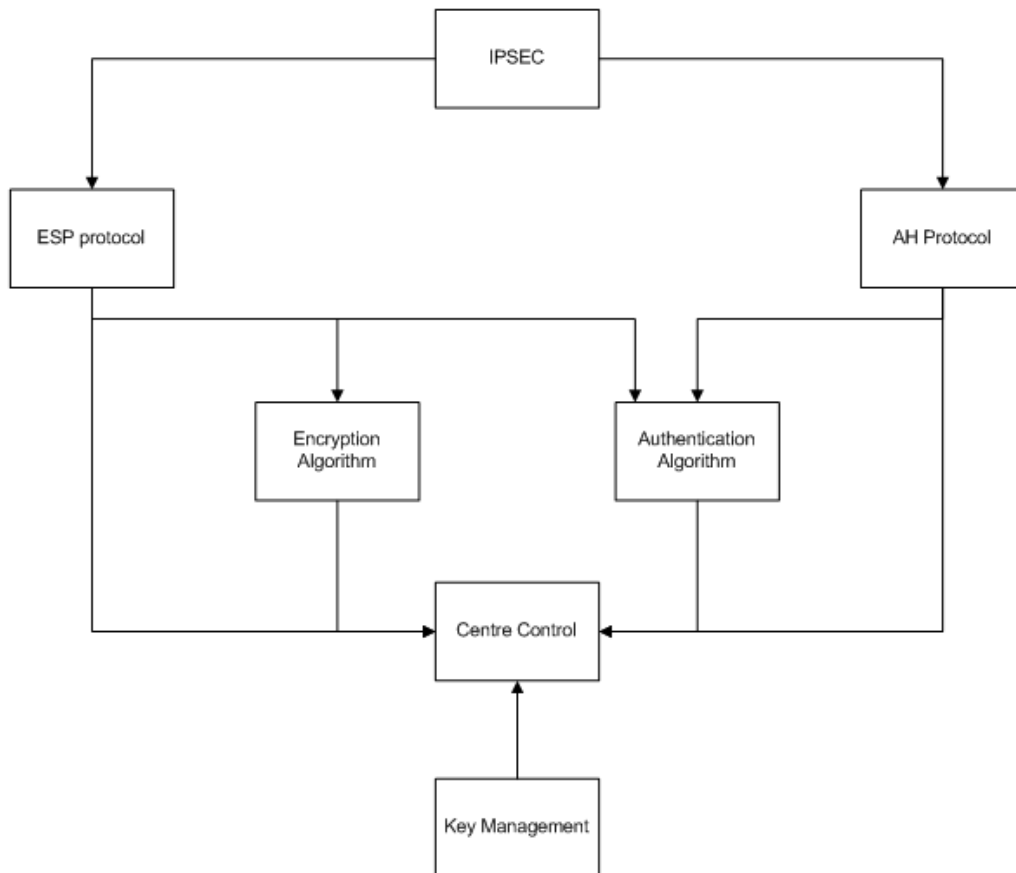 IPSEC
ESP protocol
AH Protocol
Encryption
Algorithm
Authentication
Algorithm
Centre Control
Key Management